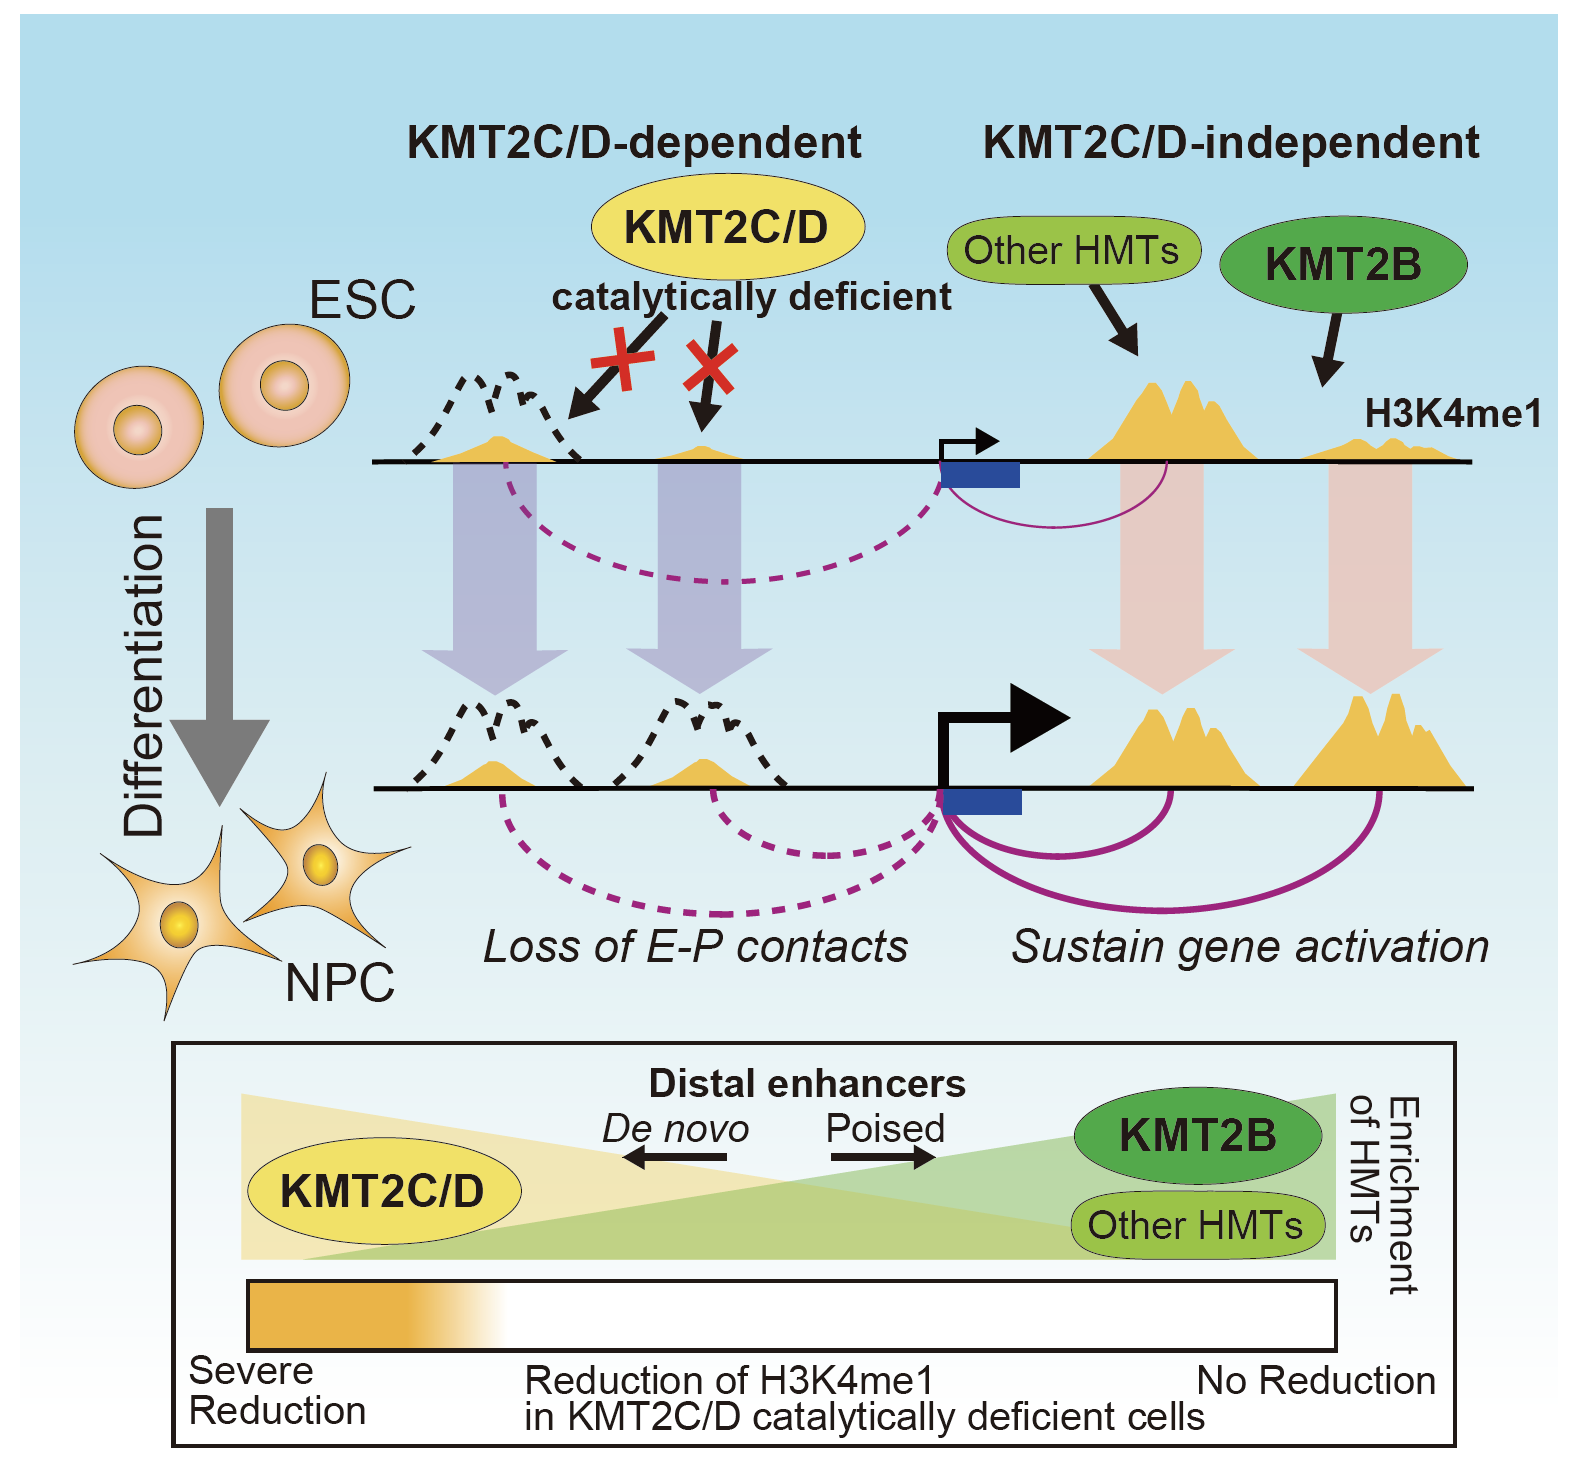 KMT2C/D-dependent
KMT2C/D-independent
KMT2C/D
catalytically deficient
Other HMTs
KMT2B
ESC
H3K4me1
Differentiation
NPC
Loss of E-P contacts
Sustain gene activation
Distal enhancers
De novo
Poised
KMT2C/D
KMT2B
Other HMTs
Enrichment
of HMTs
Severe
Reduction
Reduction of H3K4me1
in KMT2C/D catalytically deficient cells
No Reduction